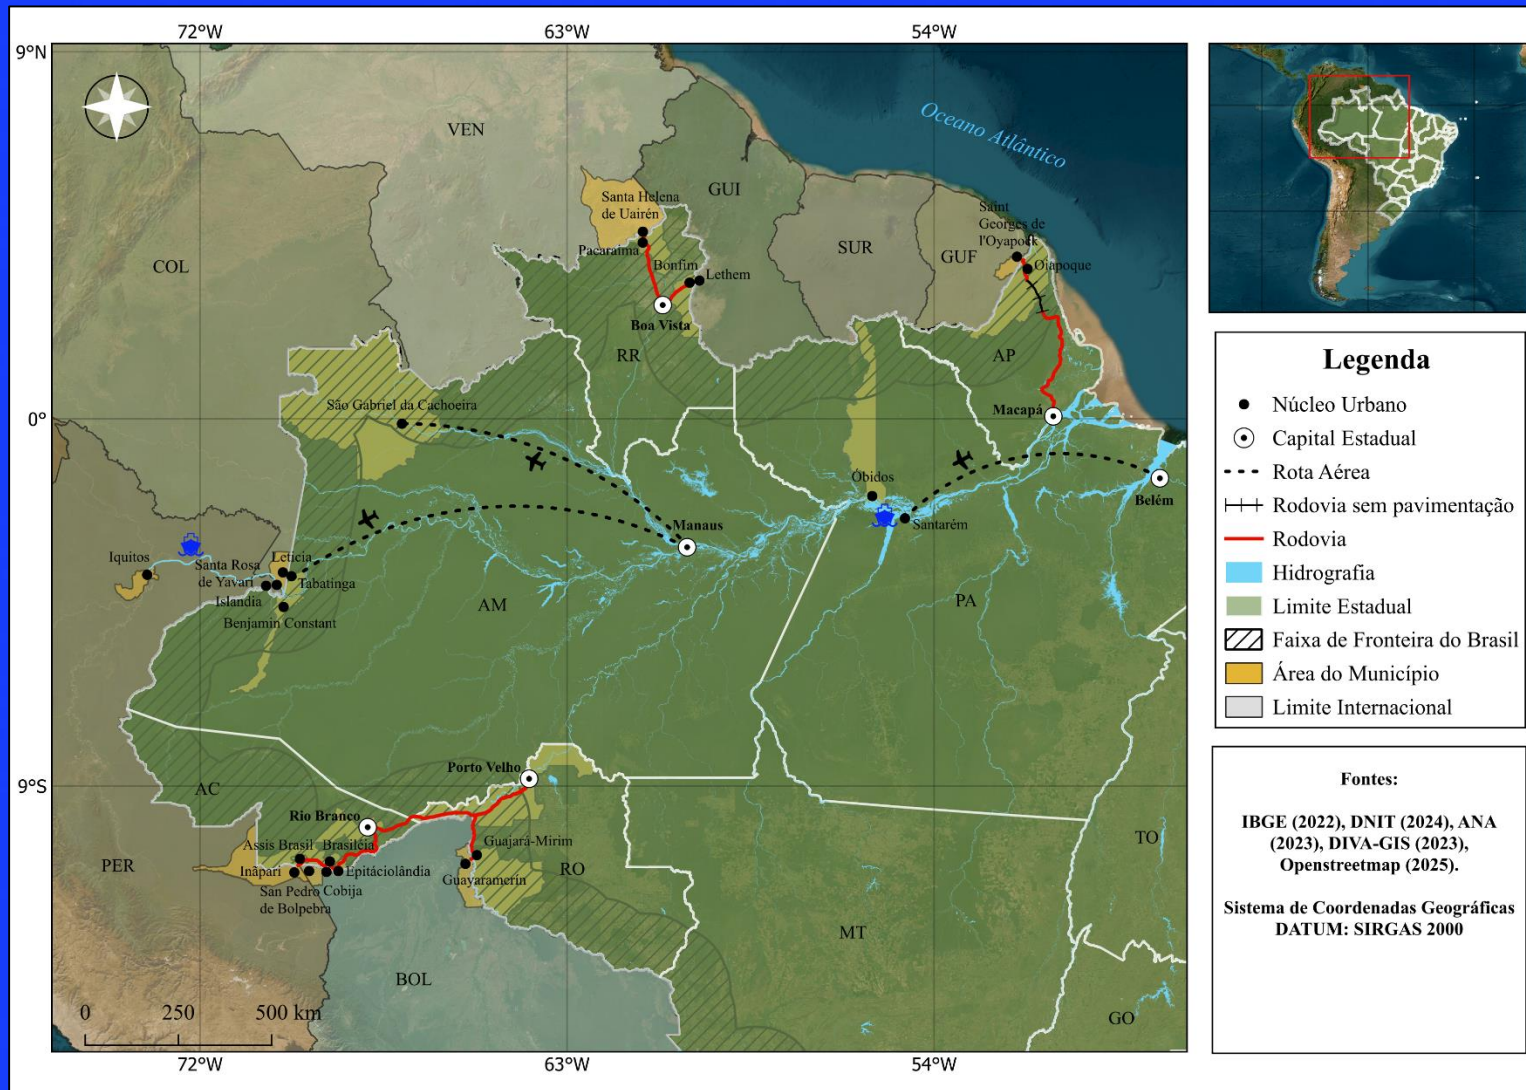 72°W
63°W
54°W
9°N
0°
9°S
72°W
63°W
54°W
Oceano Atlântico
VEN
COL
GUI
SUR
GUF
PER
BOL
RR
AP
AM
PA
AC
RO
MT
TO
GO
Santa Helena
de Uairén
Pacaraima
Bonfim
Lethem
Boa Vista
Saint
Georges de
l'Oyapock
Oiapoque
Macapá
São Gabriel da Cachoeira
Óbidos
Santarém
Belém
Manaus
Iquitos
Santa Rosa
de Yavari
Leticia
Tabatinga
Islandia
Benjamin Constant
Porto Velho
Rio Branco
Assis Brasil
Brasiléia
Iñapari
San Pedro
de Bolpebra
Cobija
Epitáciolândia
Guajará-Mirim
Guayaramerin
0
250
500 km
Legenda
Núcleo Urbano
Capital Estadual
Rota Aérea
Rodovia sem pavimentação
Rodovia
Hidrografia
Limite Estadual
Faixa de Fronteira do Brasil
Área do Município
Limite Internacional
Fontes:
IBGE (2022), DNIT (2024), ANA
(2023), DIVA-GIS (2023),
Openstreetmap (2025).
Sistema de Coordenadas Geográficas
DATUM: SIRGAS 2000